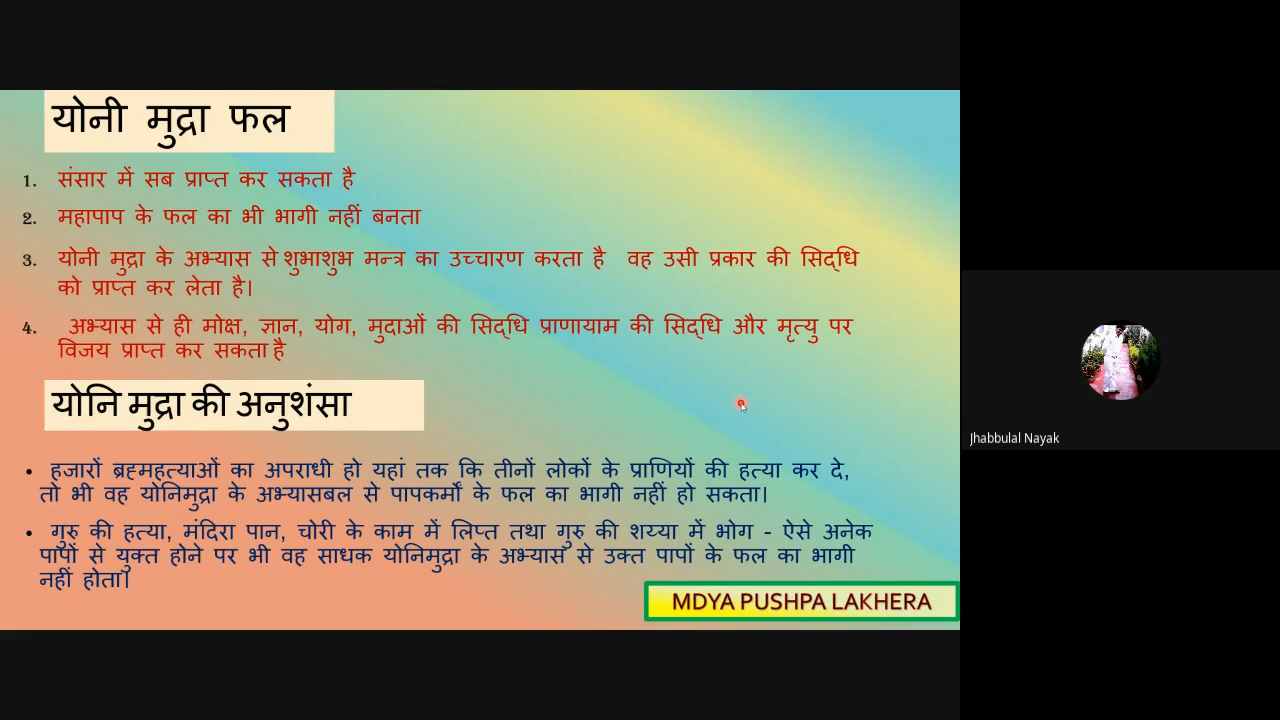 योनी मुद्रा फल
1. संसार में सब प्राप्त कर सकता है
2. महापाप के फल का भी भागी नहीं बनता
3. योनी मुद्रा के अभ्यास से शुभाशुभ मन्त्र का उच्चारण करता है वह उसी प्रकार की सिद्धि
को प्राप्त कर लेता है।
4. अभ्यास से ही मोक्ष, ज्ञान, योग, मुदाओं की सिद्धि प्राणायाम की सिद्धि और मृत्यु पर
विजय प्राप्त कर सकता है
योनि मुद्रा की अनुशंसा
• हजारों ब्रह्महत्याओं का अपराधी हो यहां तक कि तीनों लोकों के प्राणियों की हत्या कर दे,
तो भी वह योनिमुद्रा के अभ्यासबल से पापकर्मों के फल का भागी नहीं हो सकता।
• गुरु की हत्या, मंदिरा पान, चोरी के काम में लिप्त तथा गुरु की शय्या में भोग - ऐसे अनेक
पापों से युक्त होने पर भी वह साधक योनिमुद्रा के अभ्यास से उक्त पापों के फल का भागी
नहीं होता|
MDYA PUSHPA LAKHERA
Jhabbulal Nayak